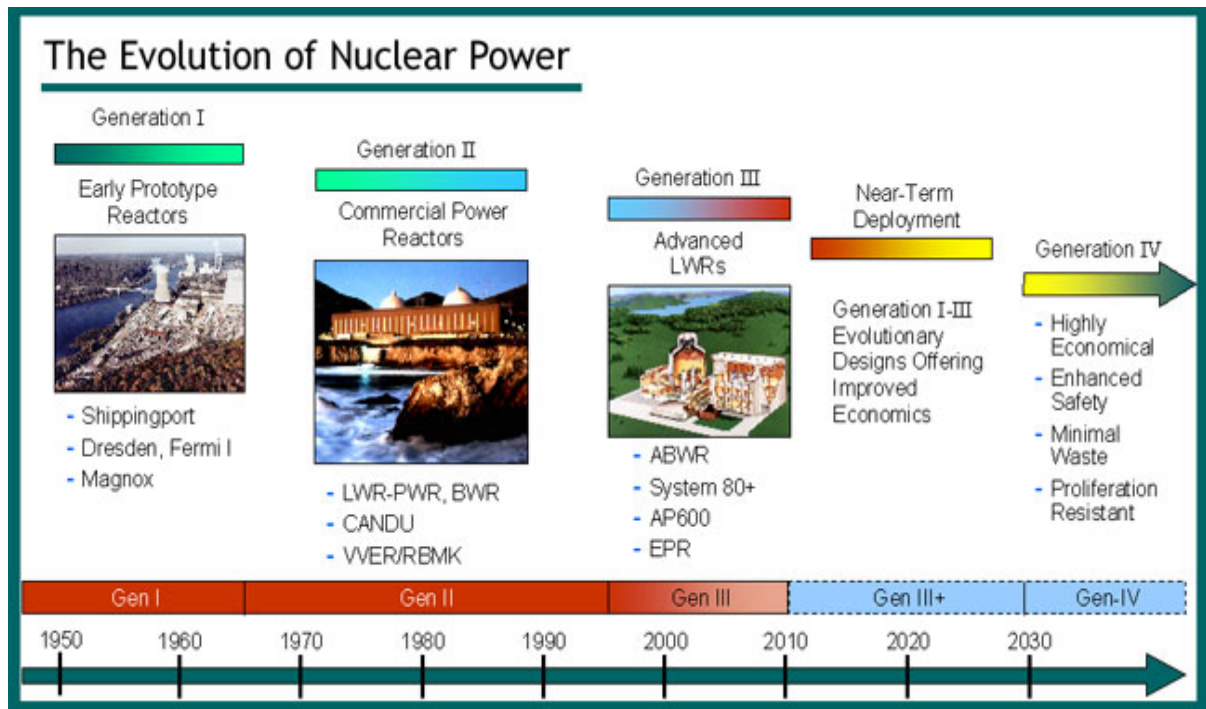 The Evolution of Nuclear Power
Generation I
Early Prototype
Reactors
- Shippingport
- Dresden, Fermi I
- Magnox
Generation II
Commercial Power
Reactors
- LWR-PWR, BWR
- CANDU
- VVER/RBMK
Generation III
Advanced
LWRs
- ABWR
- System 80+
- AP600
- EPR
Near-Term
Deployment
Generation I-III
Evolutionary
Designs Offering
Improved
Economics
Generation IV
- Highly
Economical
- Enhanced
Safety
- Minimal
Waste
- Proliferation
Resistant
Gen I
Gen II
Gen III
Gen III+
Gen-IV
1950
1960
1970
1980
1990
2000
2010
2020
2030